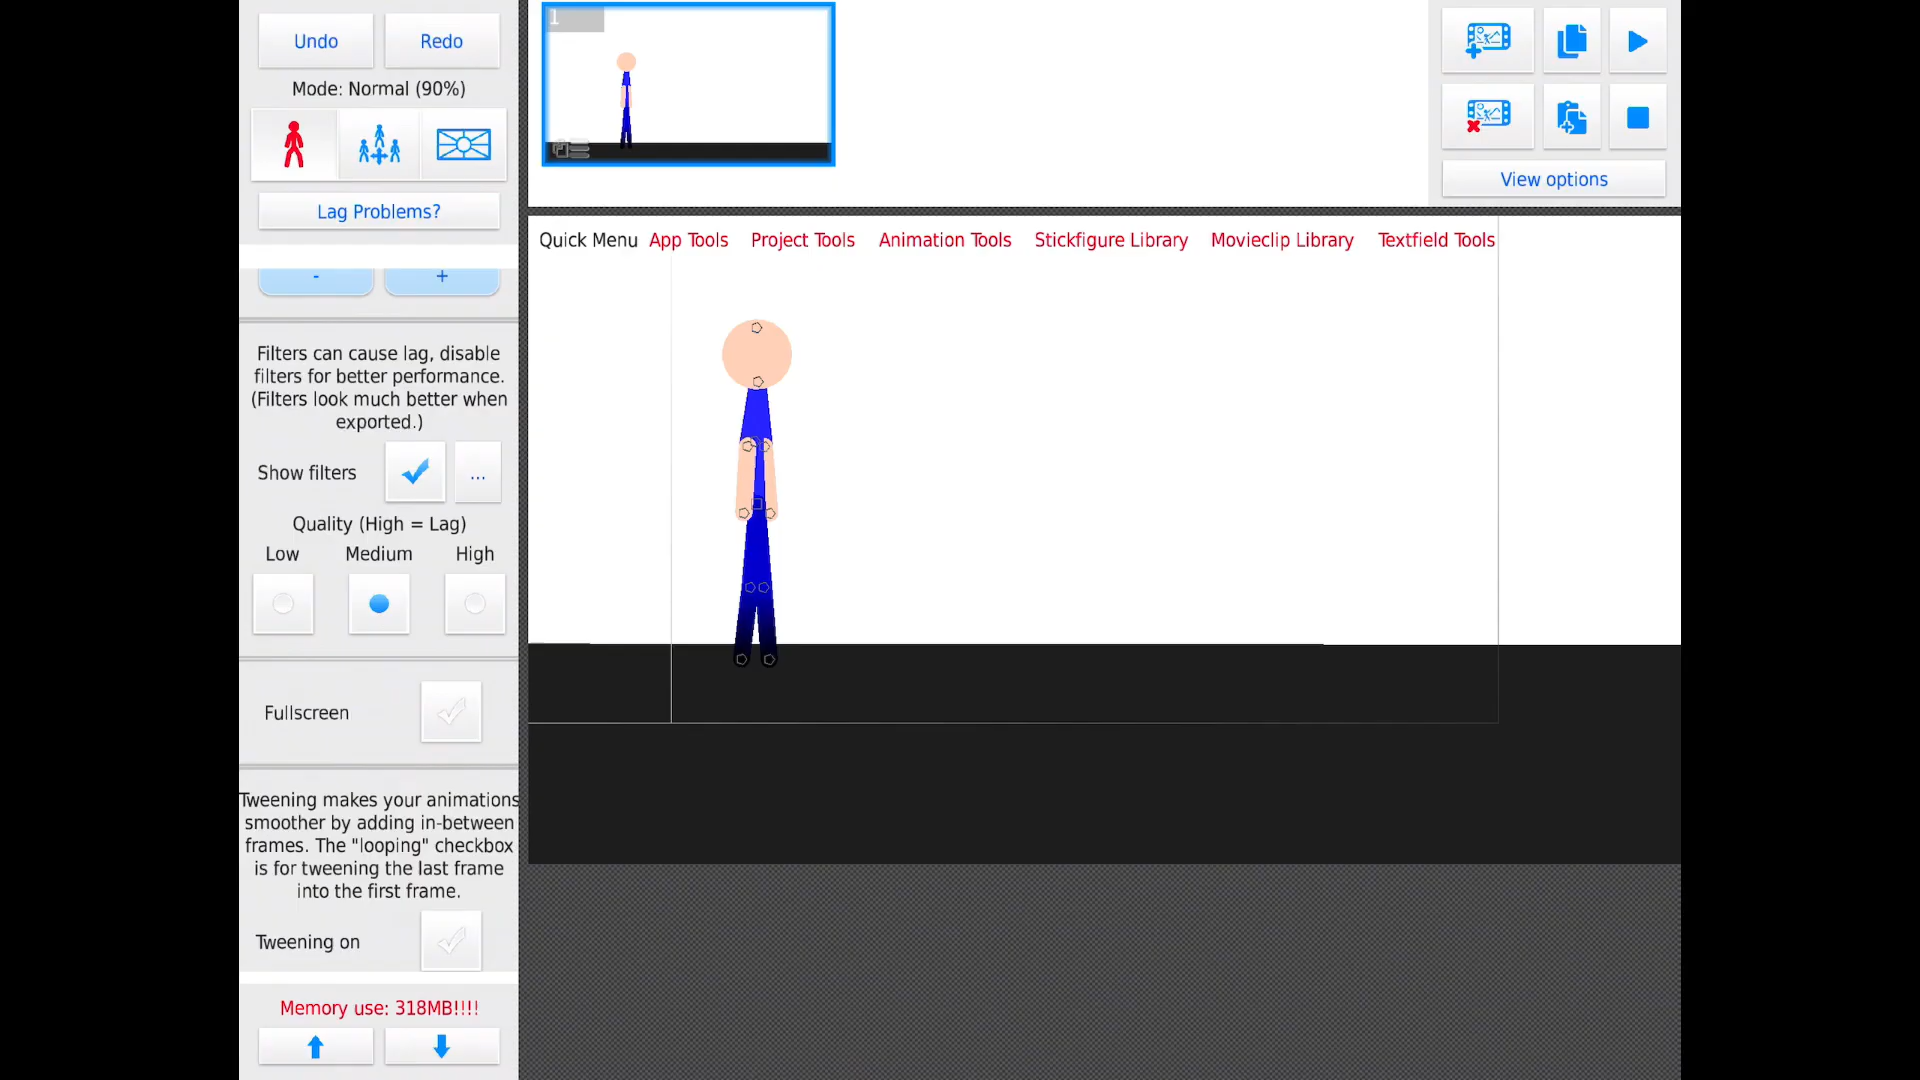 Undo
Redo
Mode: Normal (90%)
Lag Problems?
-
+
Filters can cause lag, disable
filters for better performance.
(Filters look much better when
exported.)
Show filters
...
Quality (High = Lag)
Low
Medium
High
Fullscreen
Tweening makes your animations
smoother by adding in-between
frames. The "looping" checkbox
is for tweening the last frame
into the first frame.
Tweening on
Memory use: 318MB!!!!
1
View options
Quick Menu
App Tools
Project Tools
Animation Tools
Stickfigure Library
Movieclip Library
Textfield Tools